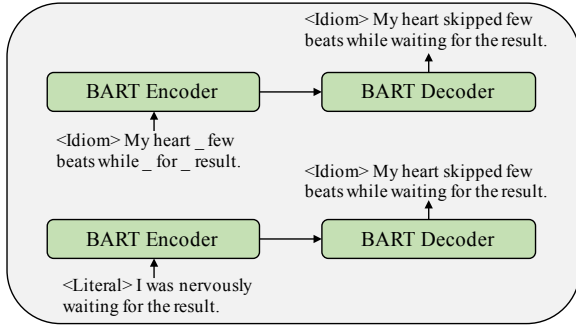 <Idiom> My heart skipped few
beats while waiting for the result.
BART Encoder
BART Decoder
<Idiom> My heart _ few
beats while _ for _ result.
<Idiom> My heart skipped few
beats while waiting for the result.
BART Encoder
BART Decoder
<Literal> I was nervously
waiting for the result.